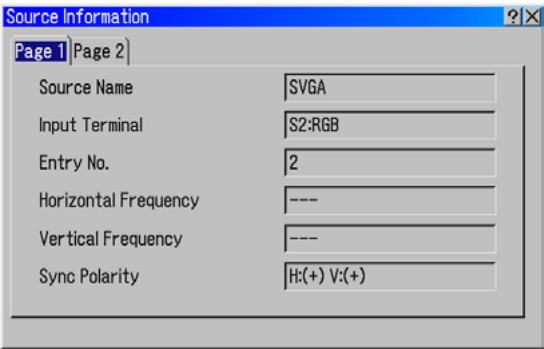 Source Information ? X
Page 1 Page 2
Source Name SVGA
Input Terminal S2:RGB
Entry No. 2
Horizontal Frequency ---
Vertical Frequency ---
Sync Polarity H:(+) V:(+)